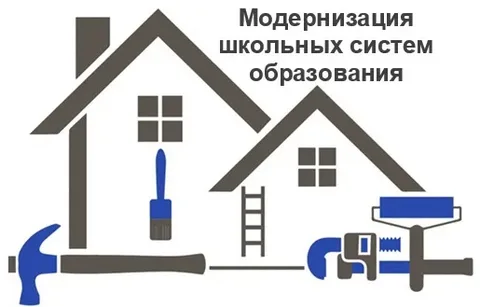 Модернизация
школьных систем
образования